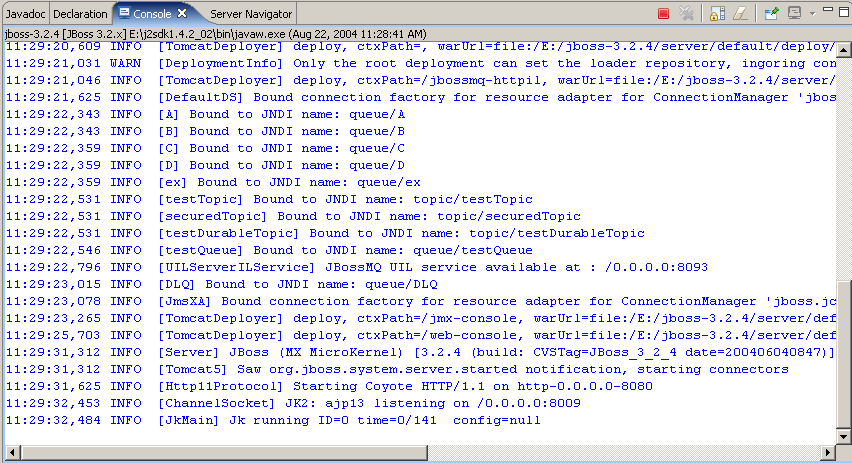 Javadoc Declaration Console Server Navigator
jboss-3.2.4 [JBoss 3.2.x] E:\j2sdk1.4.2_02\bin\javaw.exe (Aug 22, 2004 11:28:41 AM)
11:29:20,609 INFO [TomcatDeployer] deploy, ctxPath=, warUrl=file:/E:/jboss-3.2.4/server/default/deploy/
11:29:21,031 WARN [DeploymentInfo] Only the root deployment can set the loader repository, ingoring con
11:29:21,046 INFO [TomcatDeployer] deploy, ctxPath=/jbossmq-httpil, warUrl=file:/E:/jboss-3.2.4/server/
11:29:21,625 INFO [DefaultDS] Bound connection factory for resource adapter for ConnectionManager 'jbos
11:29:22,343 INFO [A] Bound to JNDI name: queue/A
11:29:22,343 INFO [B] Bound to JNDI name: queue/B
11:29:22,359 INFO [C] Bound to JNDI name: queue/C
11:29:22,359 INFO [D] Bound to JNDI name: queue/D
11:29:22,359 INFO [ex] Bound to JNDI name: queue/ex
11:29:22,531 INFO [testTopic] Bound to JNDI name: topic/testTopic
11:29:22,531 INFO [securedTopic] Bound to JNDI name: topic/securedTopic
11:29:22,531 INFO [testDurableTopic] Bound to JNDI name: topic/testDurableTopic
11:29:22,546 INFO [testQueue] Bound to JNDI name: queue/testQueue
11:29:22,796 INFO [UILServerILService] JBossMQ UIL service available at : /0.0.0.0:8093
11:29:23,015 INFO [DLQ] Bound to JNDI name: queue/DLQ
11:29:23,078 INFO [JmsXA] Bound connection factory for resource adapter for ConnectionManager 'jboss.jc
11:29:23,265 INFO [TomcatDeployer] deploy, ctxPath=/jmx-console, warUrl=file:/E:/jboss-3.2.4/server/def
11:29:25,703 INFO [TomcatDeployer] deploy, ctxPath=/web-console, warUrl=file:/E:/jboss-3.2.4/server/def
11:29:31,312 INFO [Server] JBoss (MX MicroKernel) [3.2.4 (build: CVSTag=JBoss_3_2_4 date=200406040847)]
11:29:31,312 INFO [Tomcat5] Saw org.jboss.system.server.started notification, starting connectors
11:29:31,625 INFO [Http11Protocol] Starting Coyote HTTP/1.1 on http-0.0.0.0-8080
11:29:32,453 INFO [ChannelSocket] JK2: ajp13 listening on /0.0.0.0:8009
11:29:32,484 INFO [JkMain] Jk running ID=0 time=0/141 config=null